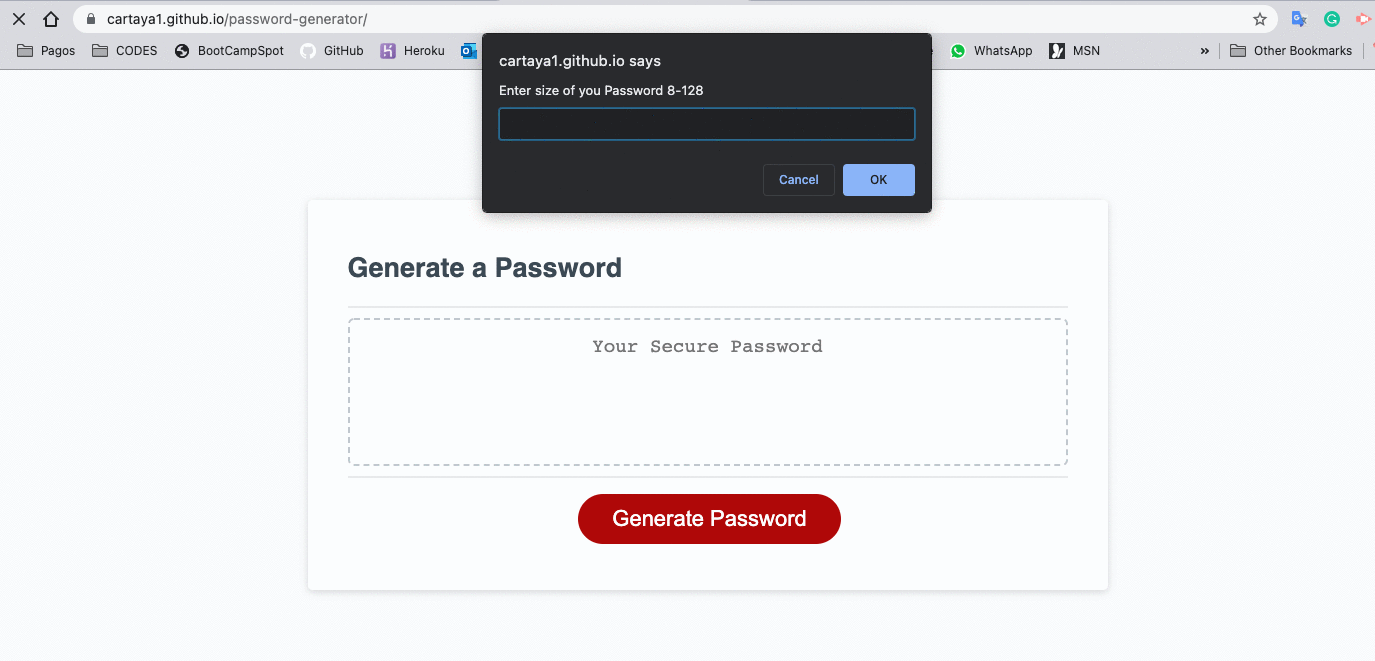 cartaya1.github.io/password-generator/
Pagos CODES BootCampSpot GitHub Heroku WhatsApp MSN » Other Bookmarks
cartaya1.github.io says
Enter size of you Password 8-128
Cancel OK
Generate a Password
Your Secure Password
Generate Password